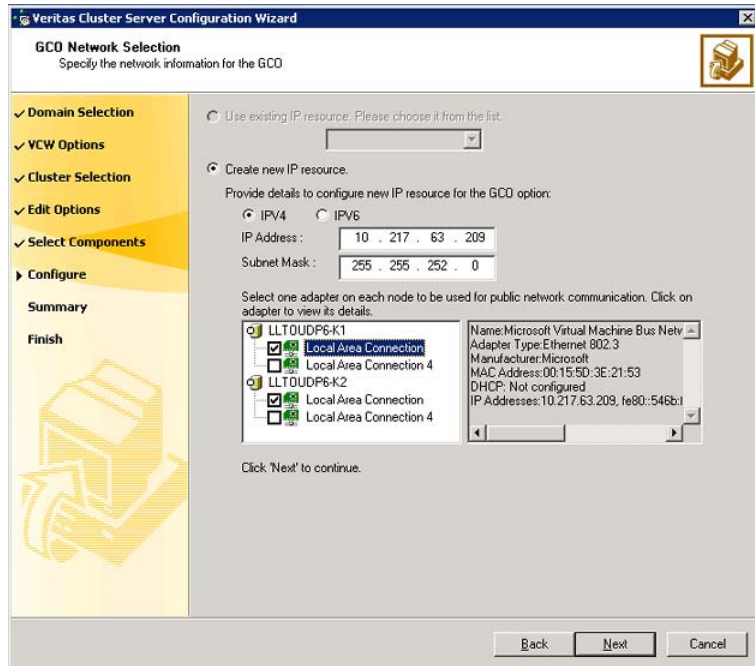 Veritas Cluster Server Configuration Wizard
GCO Network Selection
Specify the network information for the GCO
Domain Selection
VCW Options
Cluster Selection
Edit Options
Select Components
Configure
Summary
Finish
Use existing IP resource. Please choose it from the list.
Create new IP resource.
Provide details to configure new IP resource for the GCO option:
IPV4 IPV6
IP Address : 10 . 217 . 63 . 209
Subnet Mask : 255 . 255 . 252 . 0
Select one adapter on each node to be used for public network communication. Click on
adapter to view its details.
LLTOUDP6-K1
Local Area Connection
Local Area Connection 4
LLTOUDP6-K2
Local Area Connection
Local Area Connection 4
Name:Microsoft Virtual Machine Bus Netw
Adapter Type:Ethernet 802.3
Manufacturer:Microsoft
MAC Address:00:15:5D:3E:21:53
DHCP: Not configured
IP Addresses:10.217.63.209, fe80::546b:
Click 'Next' to continue.
Back Next Cancel